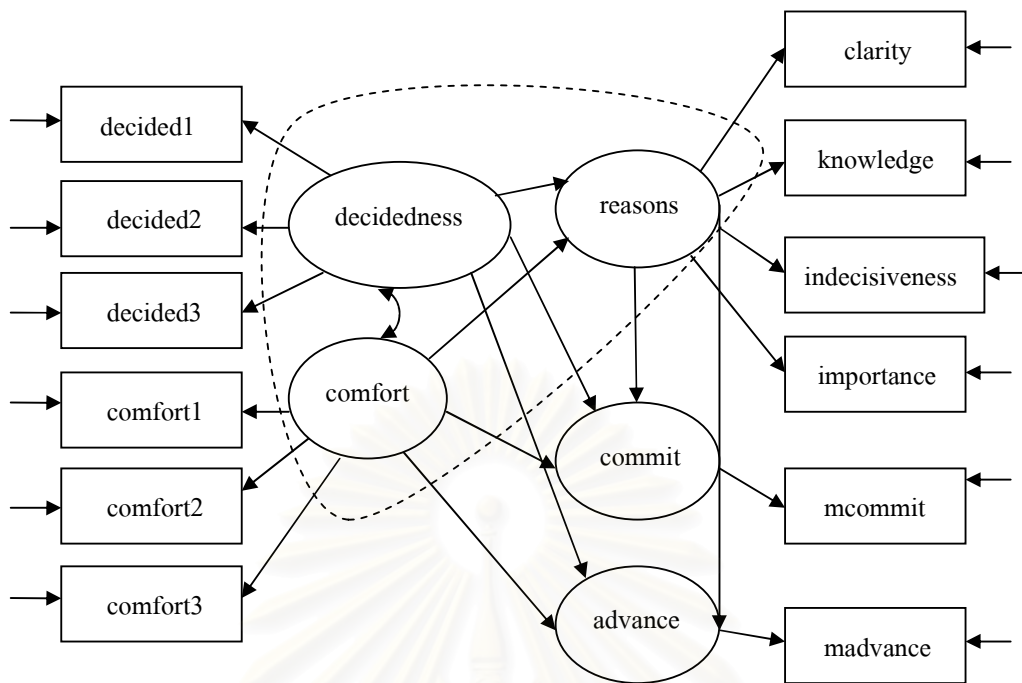 clarity
decided1
knowledge
decidedness
reasons
decided2
indecisiveness
decided3
comfort
importance
comfort1
commit
comfort2
mcommit
comfort3
advance
madvance